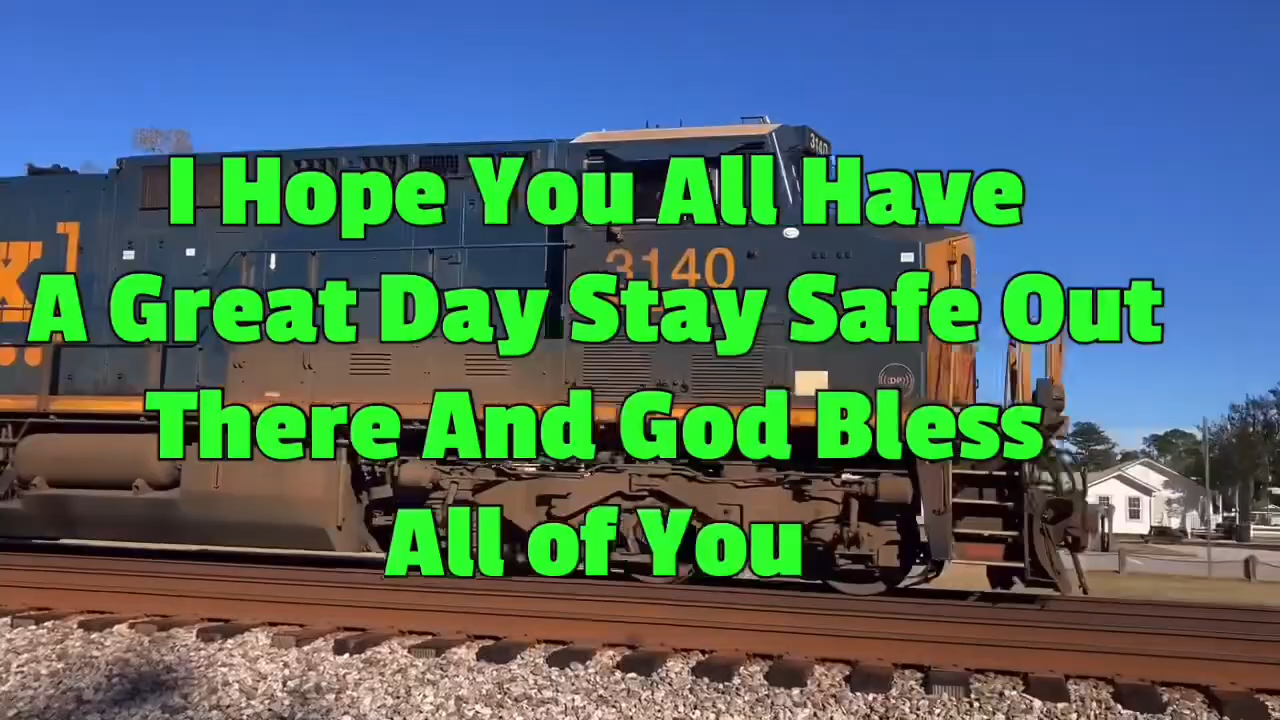 I Hope You All Have
A Great Day Stay Safe Out
There And God Bless
All of You
3140
3140
X